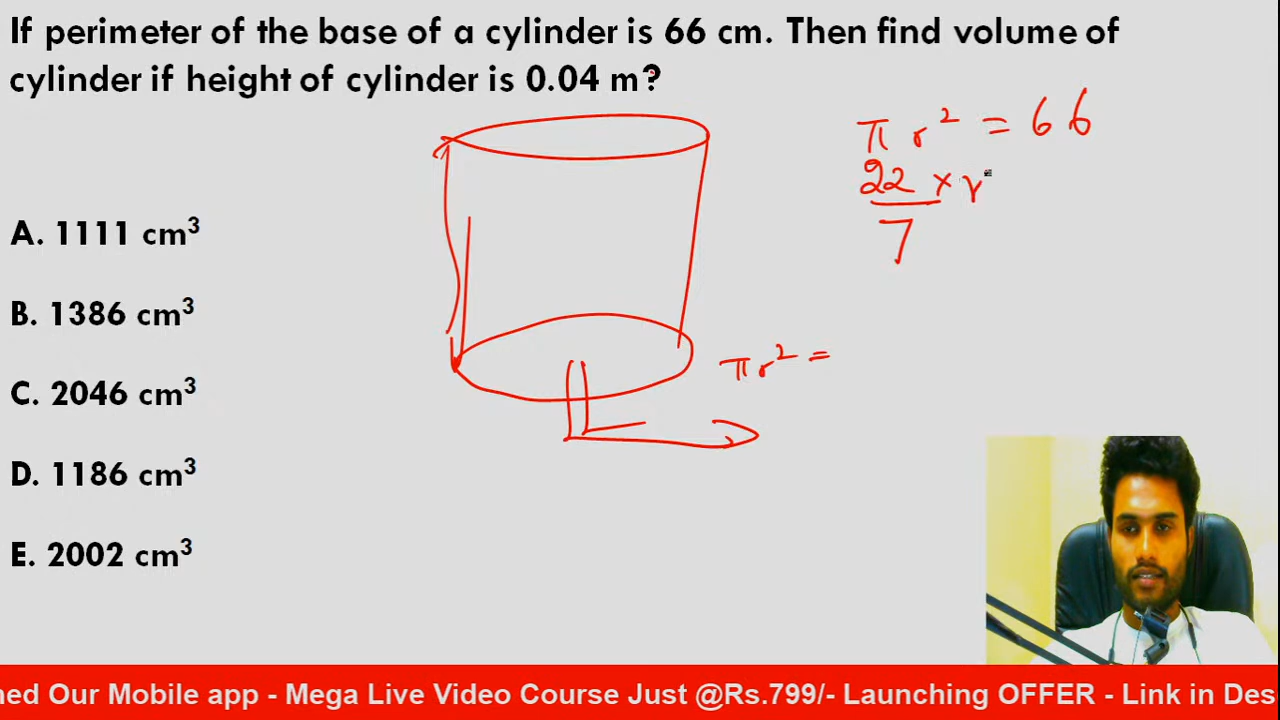 If perimeter of the base of a cylinder is 66 cm. Then find volume of
cylinder if height of cylinder is 0.04 m?
π r² = 66
22 × r
7
A. 1111 cm³
B. 1386 cm³
πr² =
C. 2046 cm³
D. 1186 cm³
E. 2002 cm³
ned Our Mobile app - Mega Live Video Course Just @Rs.799/- Launching OFFER - Link in Des